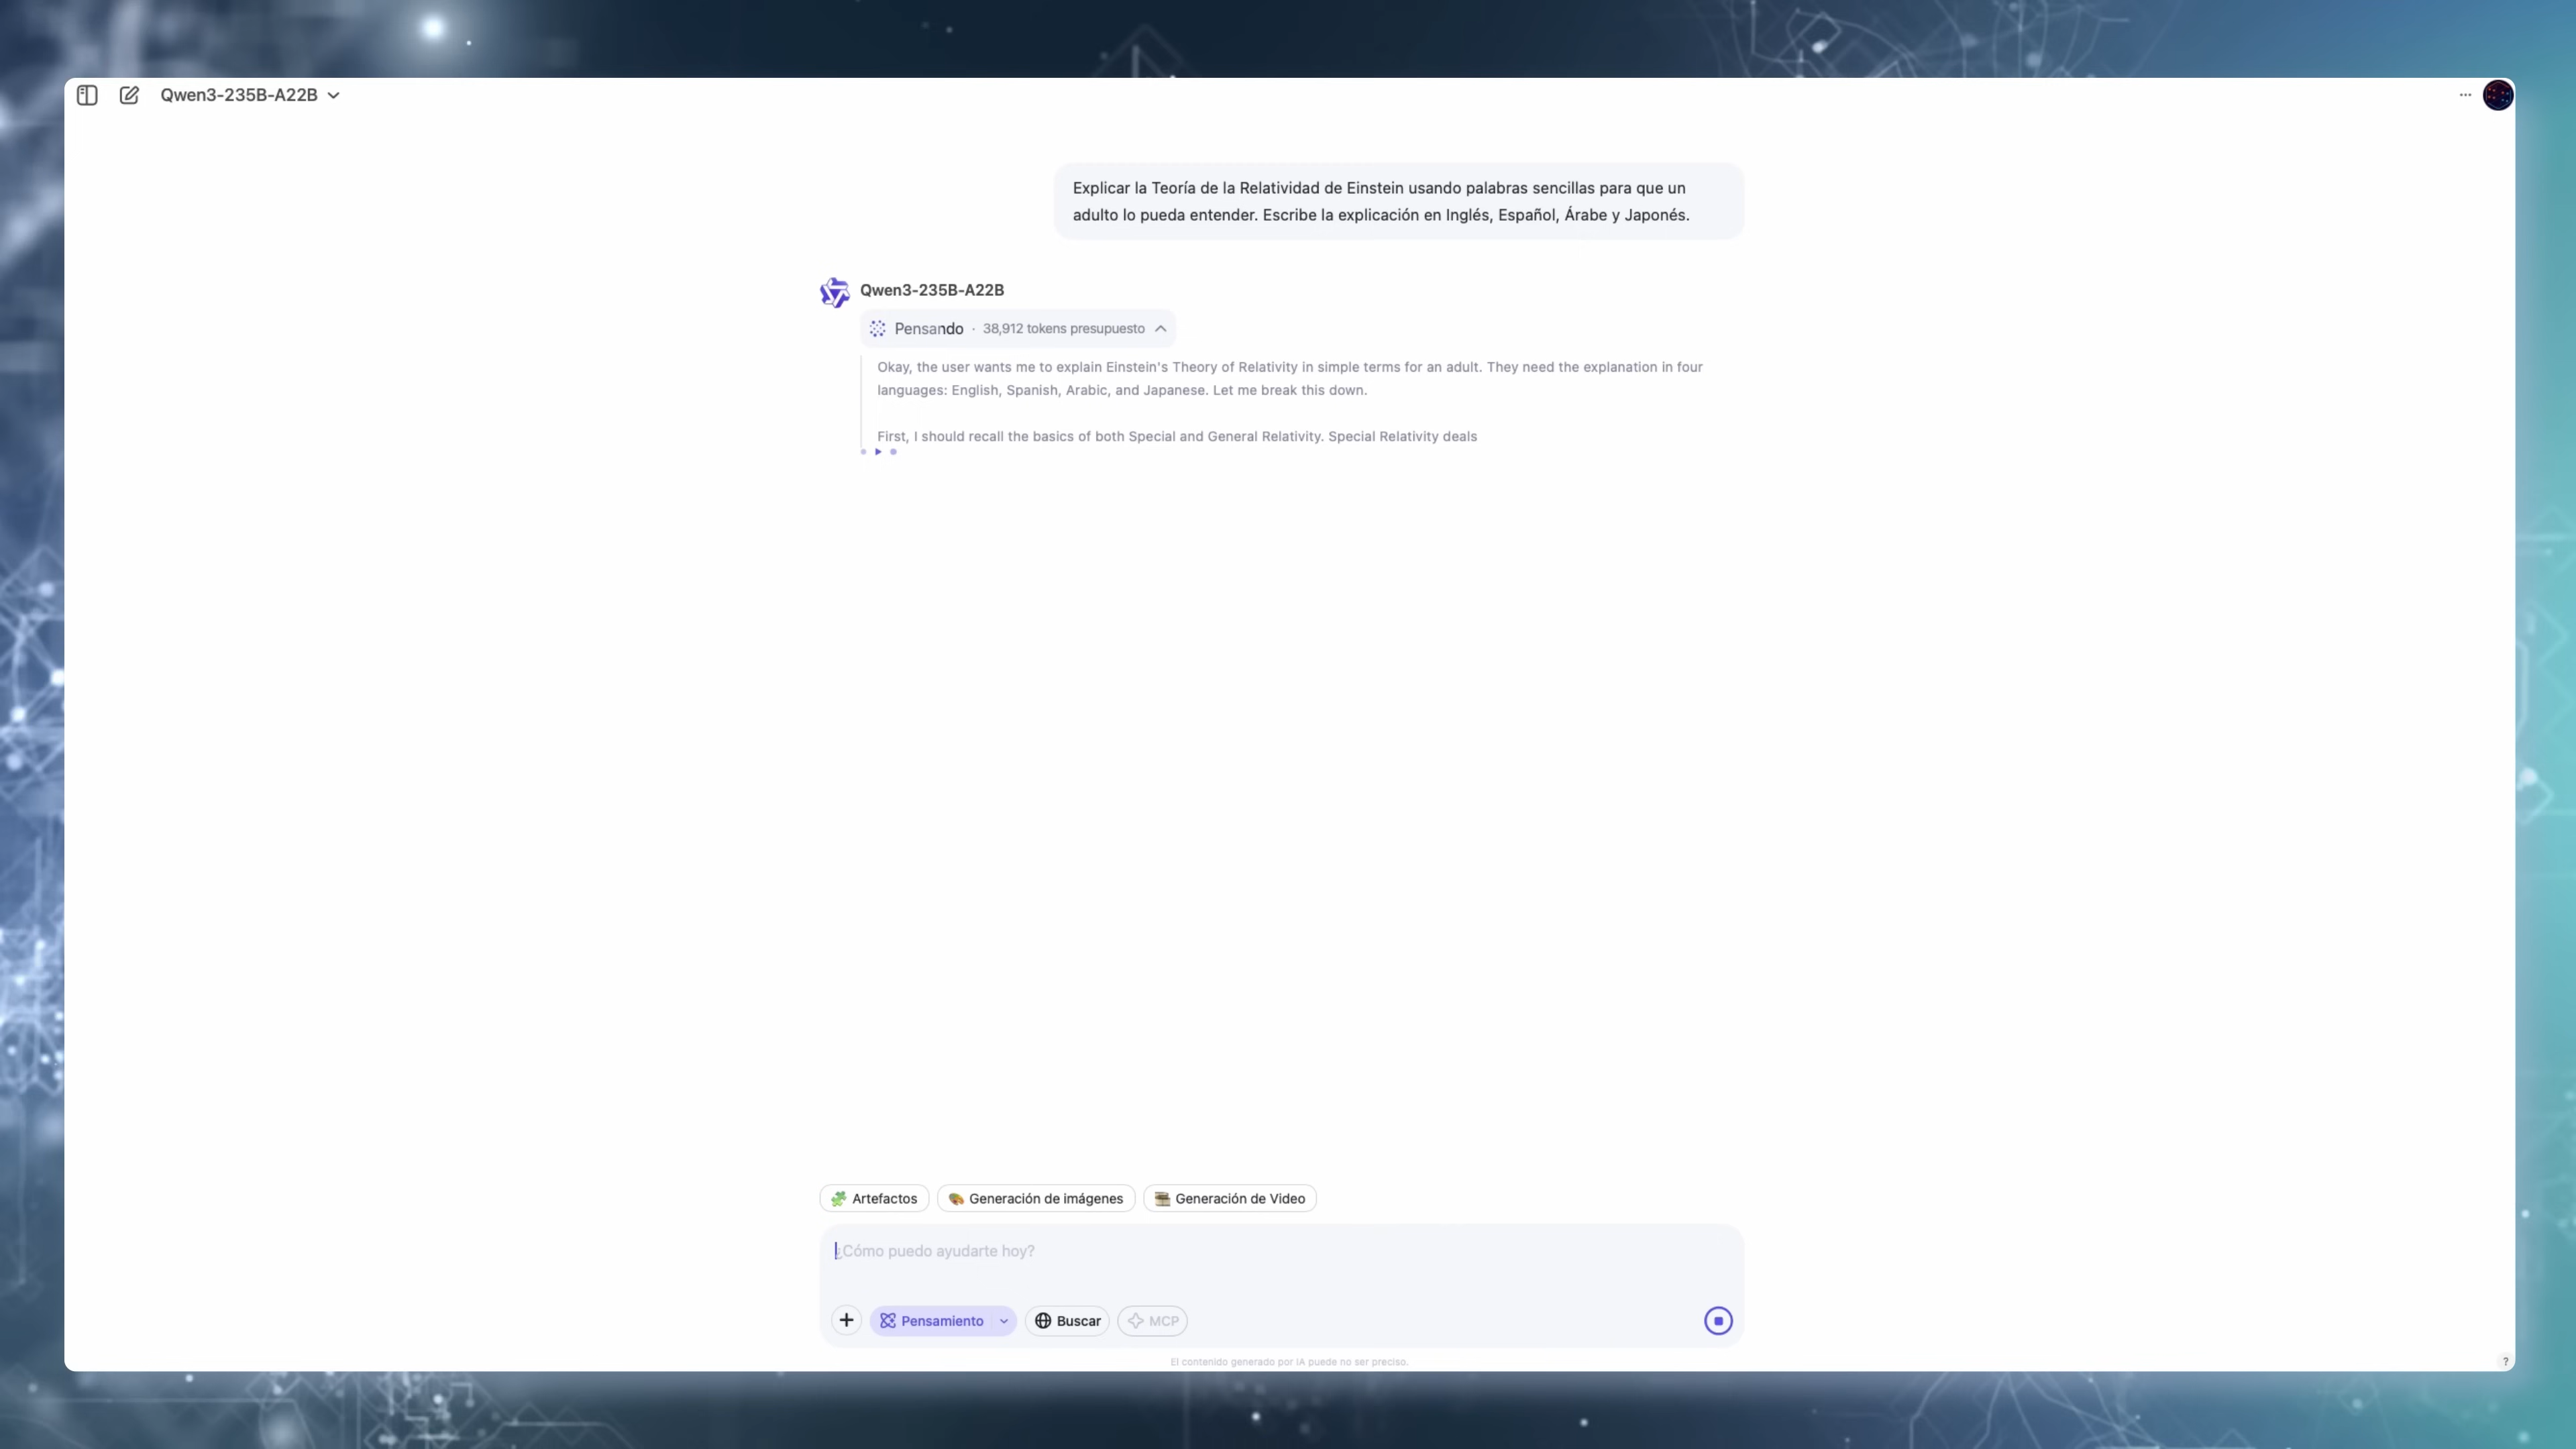 Qwen3-235B-A22B
Explicar la Teoría de la Relatividad de Einstein usando palabras sencillas para que un
adulto lo pueda entender. Escribe la explicación en Inglés, Español, Árabe y Japonés.
Qwen3-235B-A22B
Pensando · 38,912 tokens presupuesto
Okay, the user wants me to explain Einstein's Theory of Relativity in simple terms for an adult. They need the explanation in four
languages: English, Spanish, Arabic, and Japanese. Let me break this down.
First, I should recall the basics of both Special and General Relativity. Special Relativity deals
Artefactos Generación de imágenes Generación de Video
¿Cómo puedo ayudarte hoy?
Pensamiento Buscar MCP
El contenido generado por IA puede no ser preciso.
?